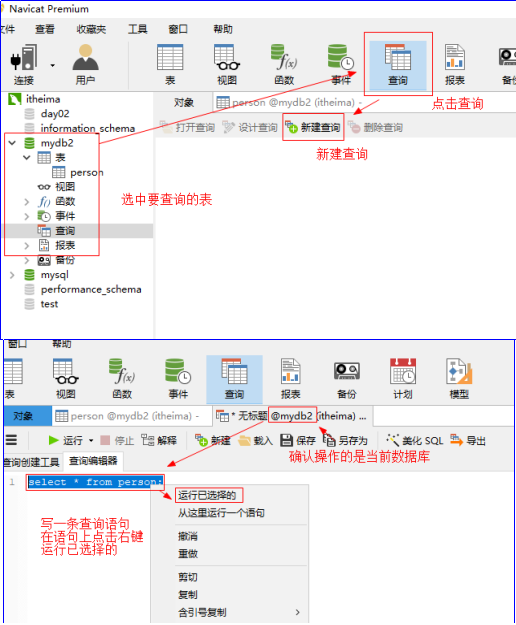 Navicat Premium
文件 查看 收藏夹 工具 窗口 帮助
连接 用户 表 视图 函数 事件 查询 报表 备份
itheima
对象 person @mydb2 (itheima) -
点击查询
day02
information_schema
打开查询 设计查询 新建查询 删除查询
mydb2
表
新建查询
person
视图
选中要查询的表
函数
事件
查询
报表
备份
mysql
performance_schema
test
窗口 帮助
表 视图 函数 事件 查询 报表 备份 计划 模型
对象 person @mydb2 (itheima) - * 无标题 @mydb2 (itheima) ...
运行 停止 解释 新建 载入 保存 另存为 美化 SQL 导出
查询创建工具 查询编辑器
确认操作的是当前数据库
1 select * from person;
运行已选择的
从这里运行一个语句
写一条查询语句
在语句上点击右键
运行已选择的
撤消
重做
剪切
复制
含引号复制